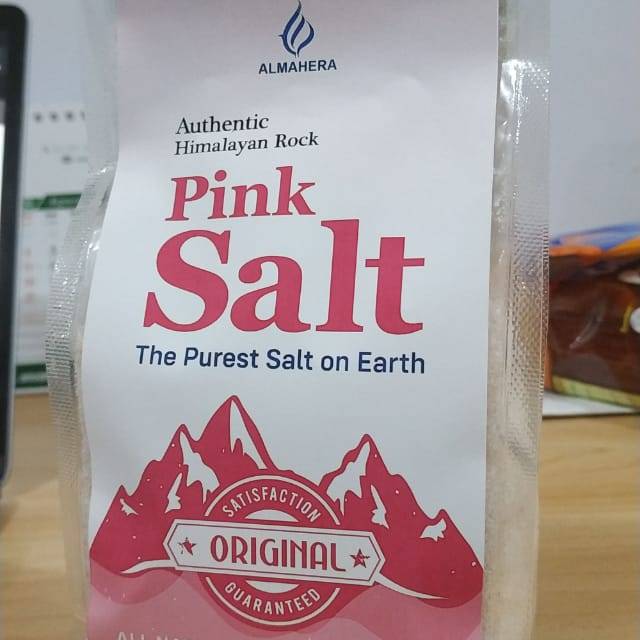 ALMAHERA
Authentic
Himalayan Rock
Pink
Salt
The Purest Salt on Earth
SATISFACTION
ORIGINAL
GUARANTEED